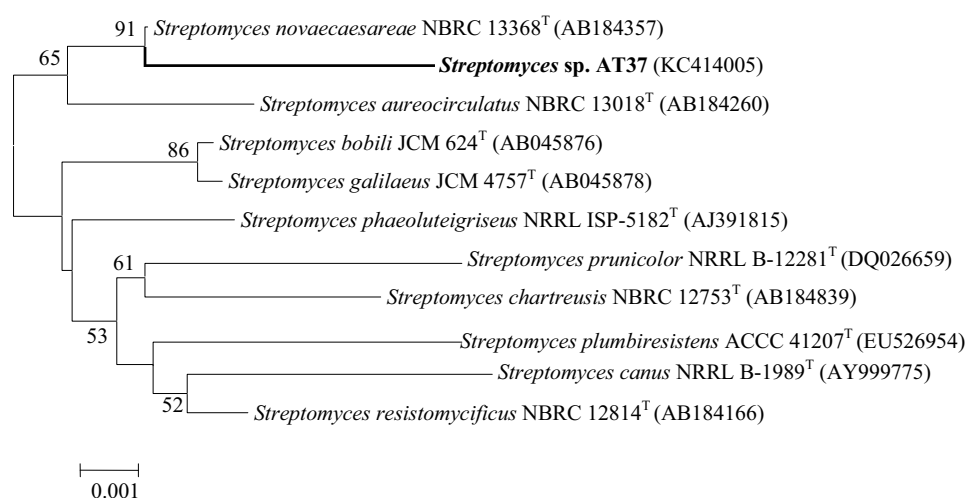 91
Streptomyces novaecaesareae NBRC 13368T (AB184357)
65
Streptomyces sp. AT37 (KC414005)
Streptomyces aureocirculatus NBRC 13018T (AB184260)
86
Streptomyces bobili JCM 624T (AB045876)
Streptomyces galilaeus JCM 4757T (AB045878)
Streptomyces phaeoluteigriseus NRRL ISP-5182T (AJ391815)
61
Streptomyces prunicolor NRRL B-12281T (DQ026659)
Streptomyces chartreusis NBRC 12753T (AB184839)
53
Streptomyces plumbiresistens ACCC 41207T (EU526954)
Streptomyces canus NRRL B-1989T (AY999775)
52
Streptomyces resistomycificus NBRC 12814T (AB184166)
0.001